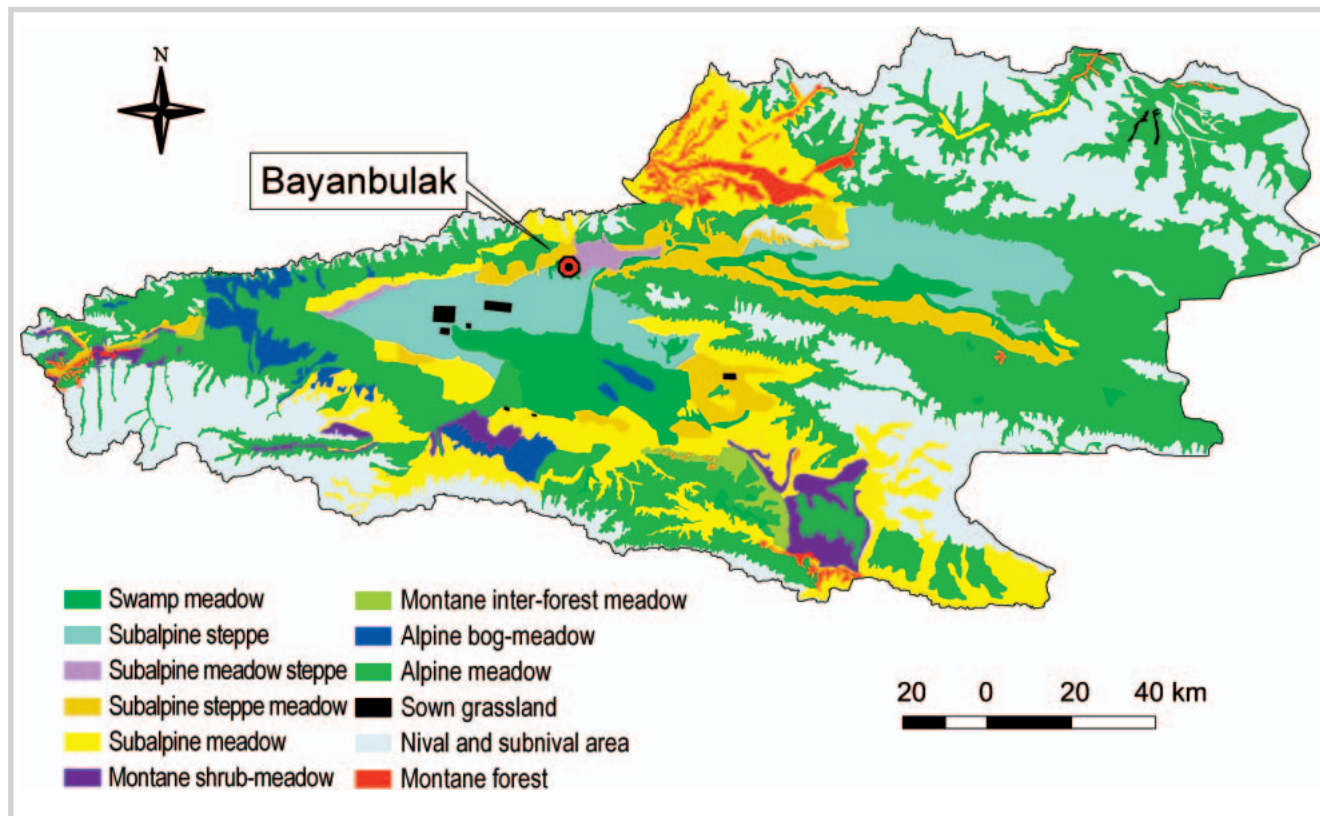 N
Bayanbulak
Swamp meadow
Subalpine steppe
Subalpine meadow steppe
Subalpine steppe meadow
Subalpine meadow
Montane shrub-meadow
Montane inter-forest meadow
Alpine bog-meadow
Alpine meadow
Sown grassland
Nival and subnival area
Montane forest
20 0 20 40 km